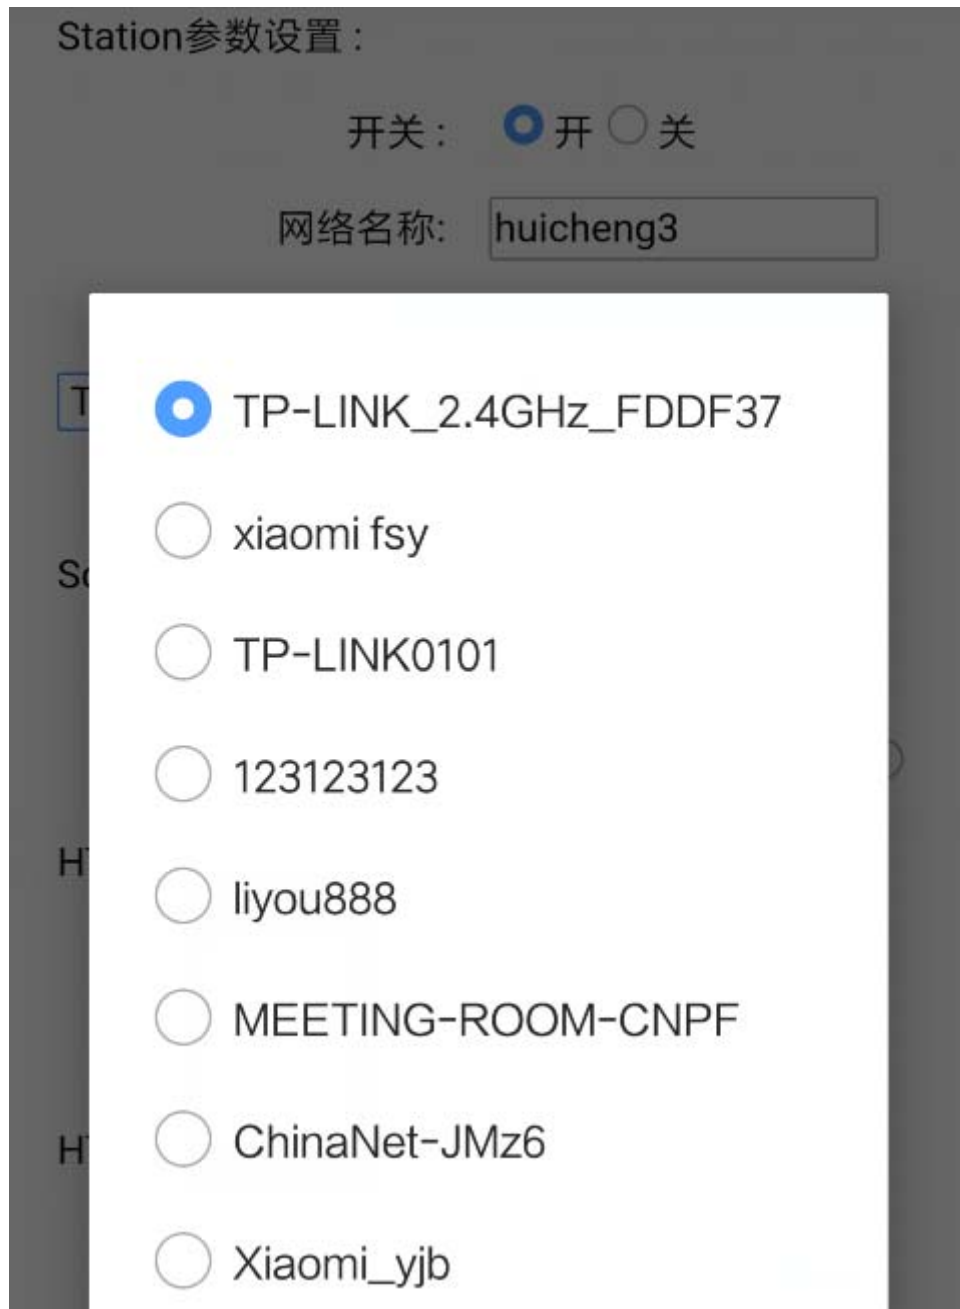 Station参数设置 :
开关 : 开 关
网络名称: huicheng3
TP-LINK_2.4GHz_FDDF37
xiaomi fsy
TP-LINK0101
123123123
liyou888
MEETING-ROOM-CNPF
ChinaNet-JMz6
Xiaomi_yjb